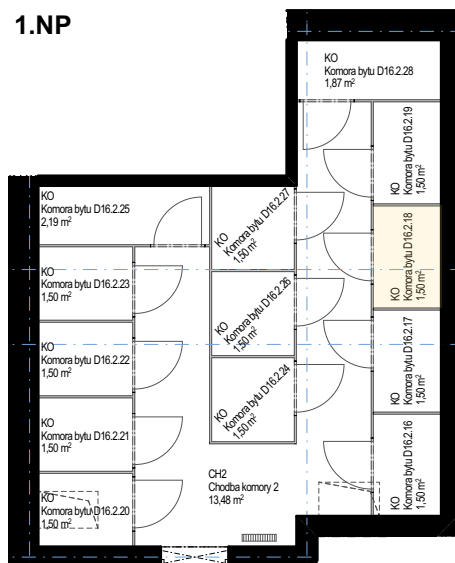 1.NP
KO
Komora bytu D16.2.28
1,87 m²
KO
Komora bytu D16.2.19
1,50 m²
KO
Komora bytu D16.2.25
2,19 m²
KO
Komora bytu D16.2.27
1,50 m²
KO
Komora bytu D16.2.18
1,50 m²
KO
Komora bytu D16.2.23
1,50 m²
KO
Komora bytu D16.2.26
1,50 m²
KO
Komora bytu D16.2.17
1,50 m²
KO
Komora bytu D16.2.22
1,50 m²
KO
Komora bytu D16.2.24
1,50 m²
KO
Komora bytu D16.2.21
1,50 m²
KO
Komora bytu D16.2.16
1,50 m²
CH2
Chodba komory 2
13,48 m²
KO
Komora bytu D16.2.20
1,50 m²